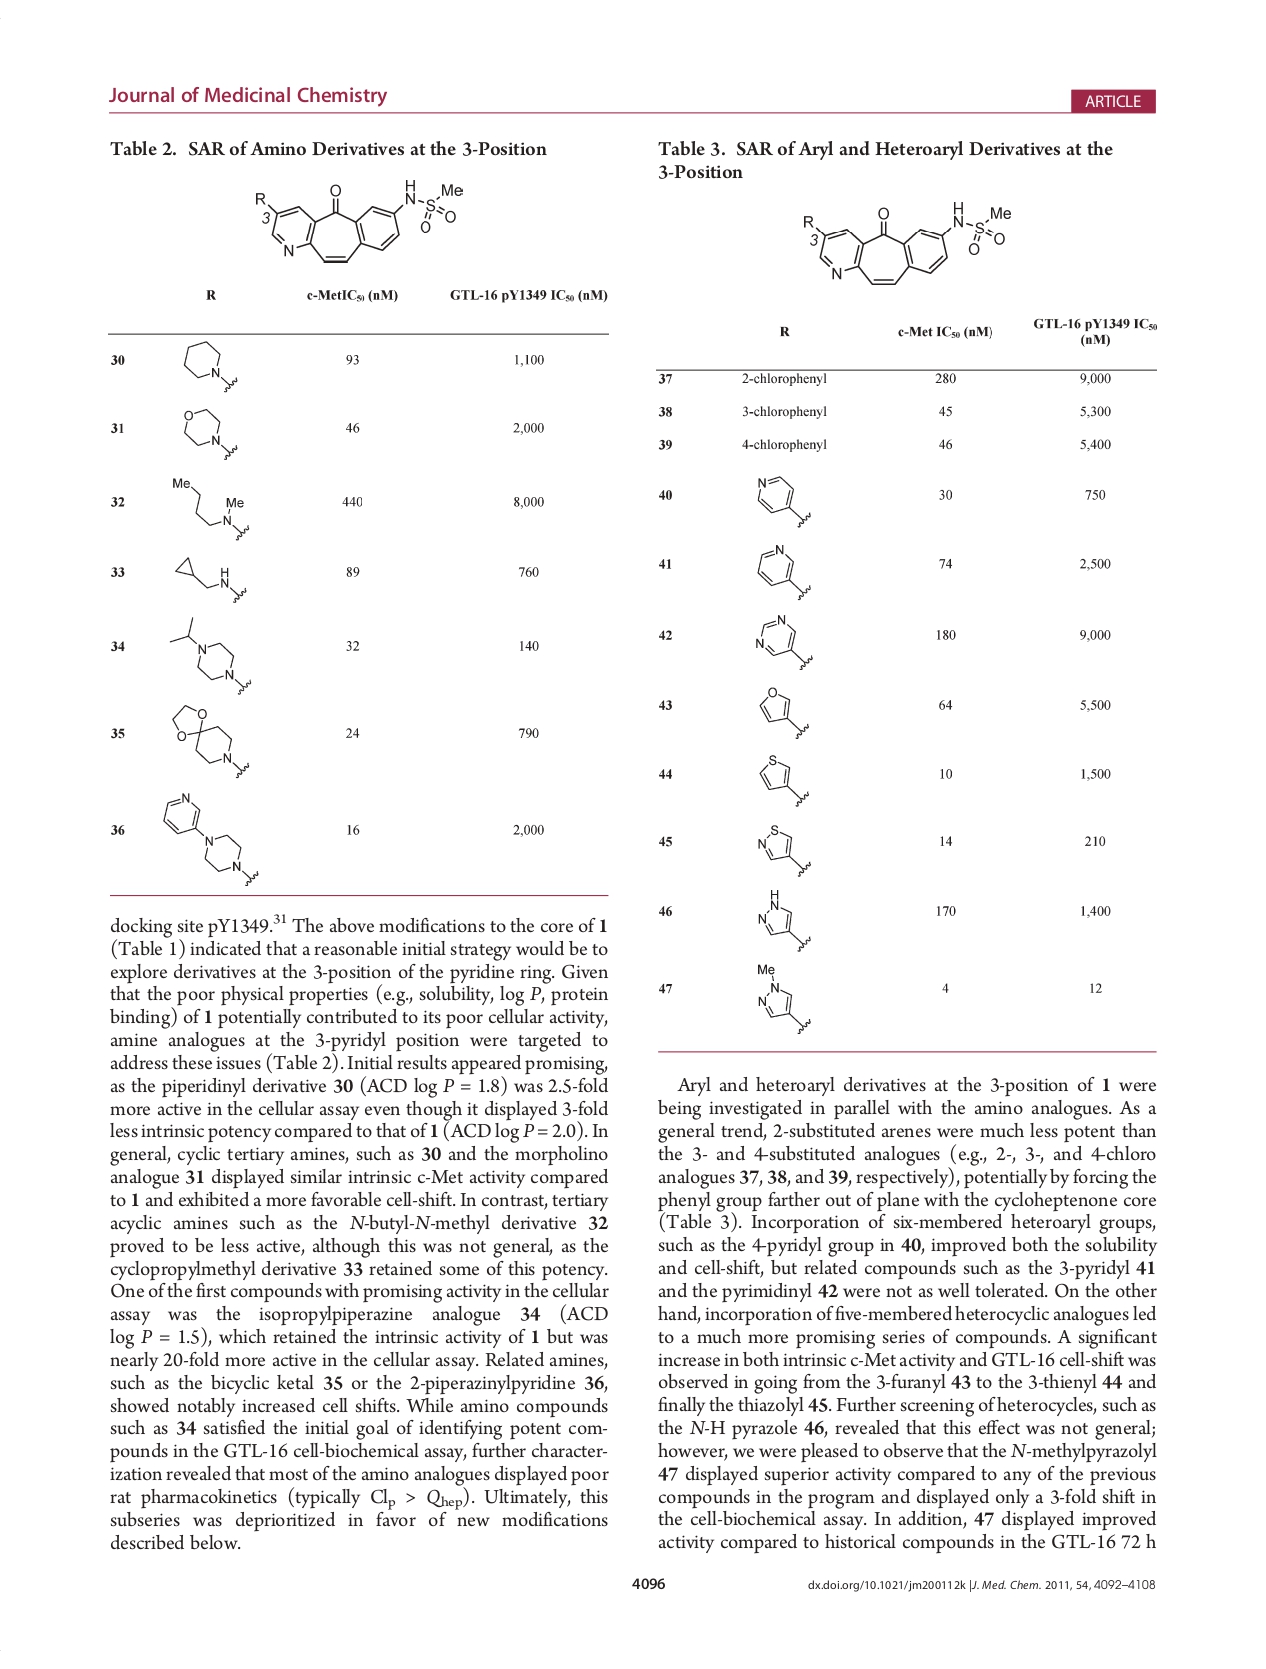 Journal of Medicinal Chemistry
ARTICLE
Table 2. SAR of Amino Derivatives at the 3-Position
R
3
N
O
H
N
S
Me
O
O
R c-MetIC50 (nM) GTL-16 pY1349 IC50 (nM)
30 N 93 1,100
31 O N 46 2,000
32 Me Me N 440 8,000
33 H N 89 760
34 N N 32 140
35 O O N 24 790
36 N N N 16 2,000
docking site pY1349.31 The above modifications to the core of 1
(Table 1) indicated that a reasonable initial strategy would be to
explore derivatives at the 3-position of the pyridine ring. Given
that the poor physical properties (e.g., solubility, log P, protein
binding) of 1 potentially contributed to its poor cellular activity,
amine analogues at the 3-pyridyl position were targeted to
address these issues (Table 2). Initial results appeared promising,
as the piperidinyl derivative 30 (ACD log P = 1.8) was 2.5-fold
more active in the cellular assay even though it displayed 3-fold
less intrinsic potency compared to that of 1 (ACD log P = 2.0). In
general, cyclic tertiary amines, such as 30 and the morpholino
analogue 31 displayed similar intrinsic c-Met activity compared
to 1 and exhibited a more favorable cell-shift. In contrast, tertiary
acyclic amines such as the N-butyl-N-methyl derivative 32
proved to be less active, although this was not general, as the
cyclopropylmethyl derivative 33 retained some of this potency.
One of the first compounds with promising activity in the cellular
assay was the isopropylpiperazine analogue 34 (ACD
log P = 1.5), which retained the intrinsic activity of 1 but was
nearly 20-fold more active in the cellular assay. Related amines,
such as the bicyclic ketal 35 or the 2-piperazinylpyridine 36,
showed notably increased cell shifts. While amino compounds
such as 34 satisfied the initial goal of identifying potent com-
pounds in the GTL-16 cell-biochemical assay, further character-
ization revealed that most of the amino analogues displayed poor
rat pharmacokinetics (typically Clp > Qhep). Ultimately, this
subseries was deprioritized in favor of new modifications
described below.
Table 3. SAR of Aryl and Heteroaryl Derivatives at the
3-Position
R
3
N
O
H
N
S
Me
O
O
R c-Met IC50 (nM) GTL-16 pY1349 IC50
(nM)
37 2-chlorophenyl 280 9,000
38 3-chlorophenyl 45 5,300
39 4-chlorophenyl 46 5,400
40 N 30 750
41 N 74 2,500
42 N N 180 9,000
43 O 64 5,500
44 S 10 1,500
45 S N 14 210
46 H N N 170 1,400
47 Me N N 4 12
Aryl and heteroaryl derivatives at the 3-position of 1 were
being investigated in parallel with the amino analogues. As a
general trend, 2-substituted arenes were much less potent than
the 3- and 4-substituted analogues (e.g., 2-, 3-, and 4-chloro
analogues 37, 38, and 39, respectively), potentially by forcing the
phenyl group farther out of plane with the cycloheptenone core
(Table 3). Incorporation of six-membered heteroaryl groups,
such as the 4-pyridyl group in 40, improved both the solubility
and cell-shift, but related compounds such as the 3-pyridyl 41
and the pyrimidinyl 42 were not as well tolerated. On the other
hand, incorporation of five-membered heterocyclic analogues led
to a much more promising series of compounds. A significant
increase in both intrinsic c-Met activity and GTL-16 cell-shift was
observed in going from the 3-furanyl 43 to the 3-thienyl 44 and
finally the thiazolyl 45. Further screening of heterocycles, such as
the N-H pyrazole 46, revealed that this effect was not general;
however, we were pleased to observe that the N-methylpyrazolyl
47 displayed superior activity compared to any of the previous
compounds in the program and displayed only a 3-fold shift in
the cell-biochemical assay. In addition, 47 displayed improved
activity compared to historical compounds in the GTL-16 72 h
4096
dx.doi.org/10.1021/jm200112k |J. Med. Chem. 2011, 54, 4092–4108